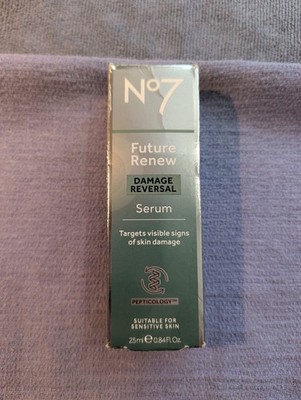 Nº7
Future
Renew
DAMAGE
REVERSAL
Serum
Targets visible signs
of skin damage
PEPTICOLOGY™
SUITABLE FOR
SENSITIVE SKIN
25ml ℮ 0.84Fl.Oz.